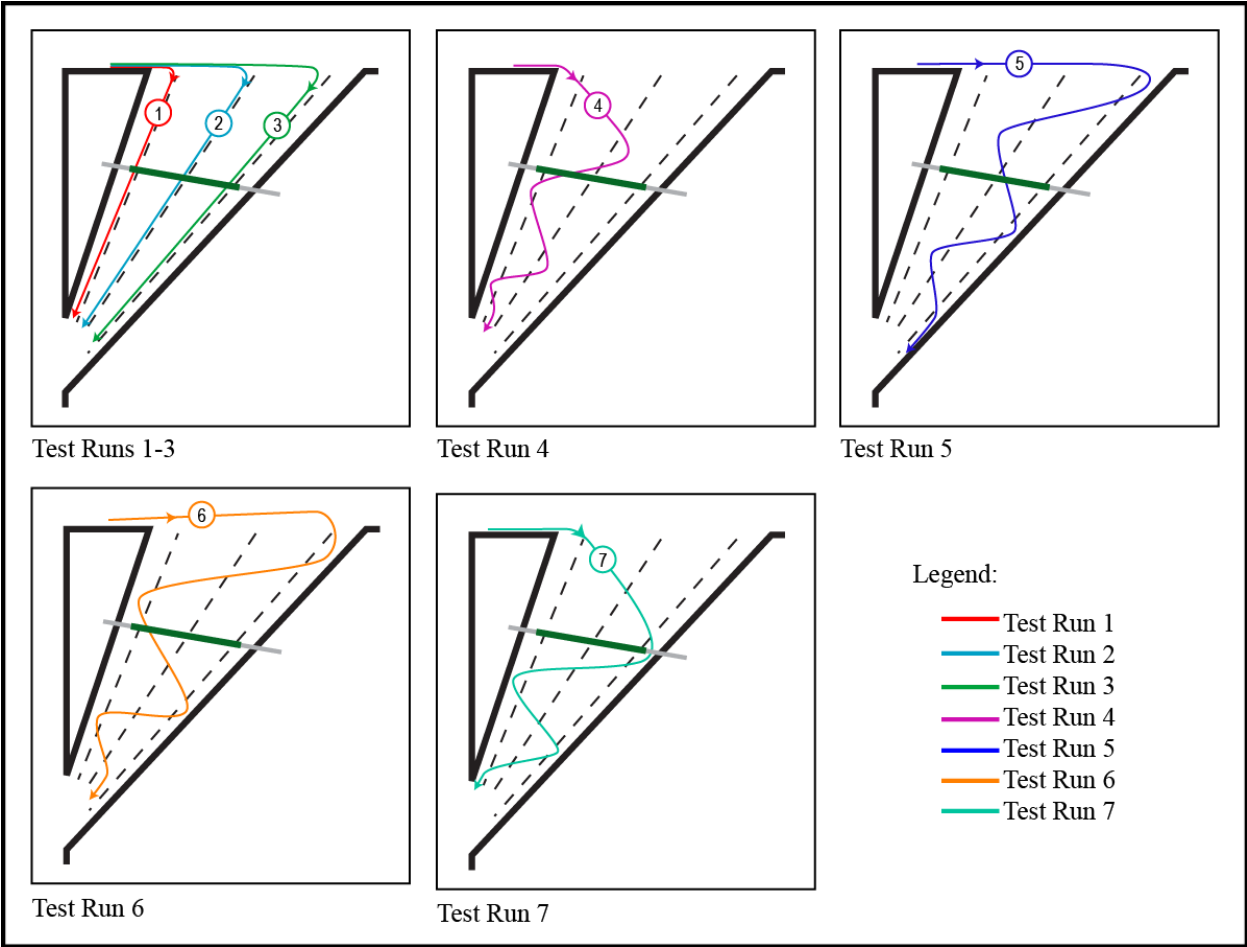 1
2
3
Test Runs 1-3
4
Test Run 4
5
Test Run 5
6
Test Run 6
7
Test Run 7
Legend:
Test Run 1
Test Run 2
Test Run 3
Test Run 4
Test Run 5
Test Run 6
Test Run 7